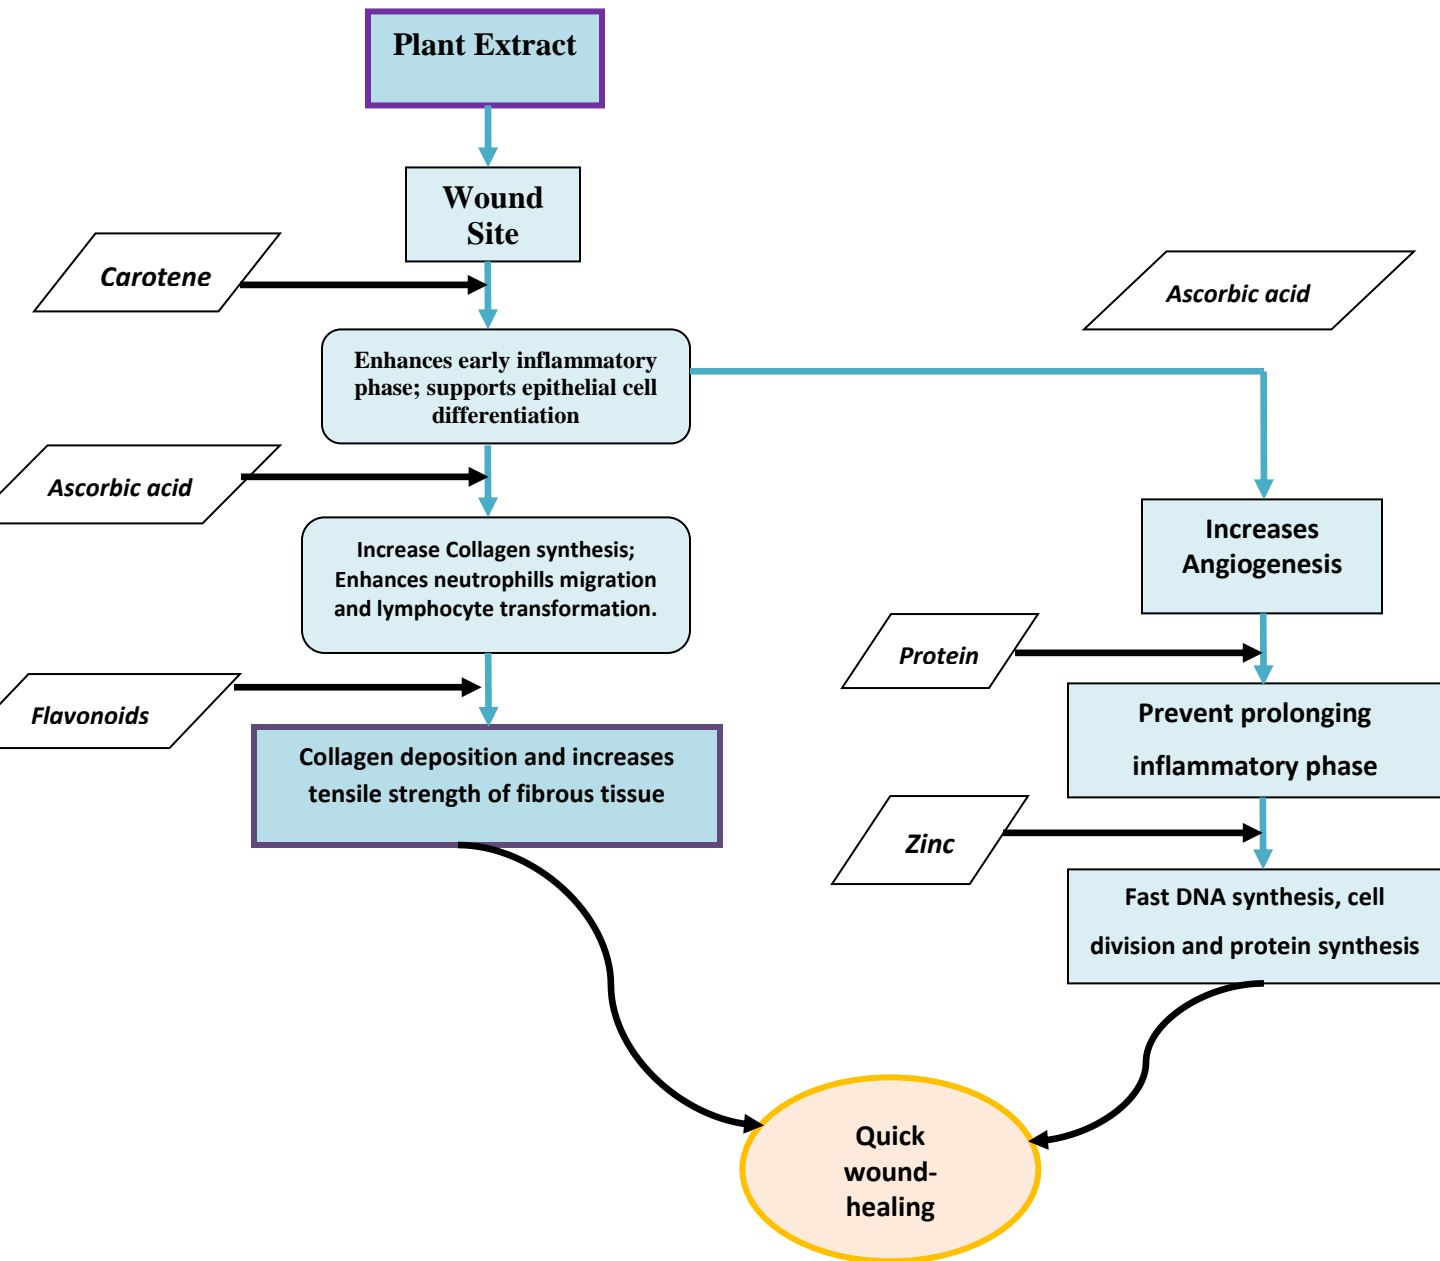 Plant Extract
Wound
Site
Carotene
Ascorbic acid
Enhances early inflammatory
phase; supports epithelial cell
differentiation
Ascorbic acid
Increase Collagen synthesis;
Enhances neutrophills migration
and lymphocyte transformation.
Increases
Angiogenesis
Protein
Flavonoids
Prevent prolonging
inflammatory phase
Collagen deposition and increases
tensile strength of fibrous tissue
Zinc
Fast DNA synthesis, cell
division and protein synthesis
Quick
wound-
healing